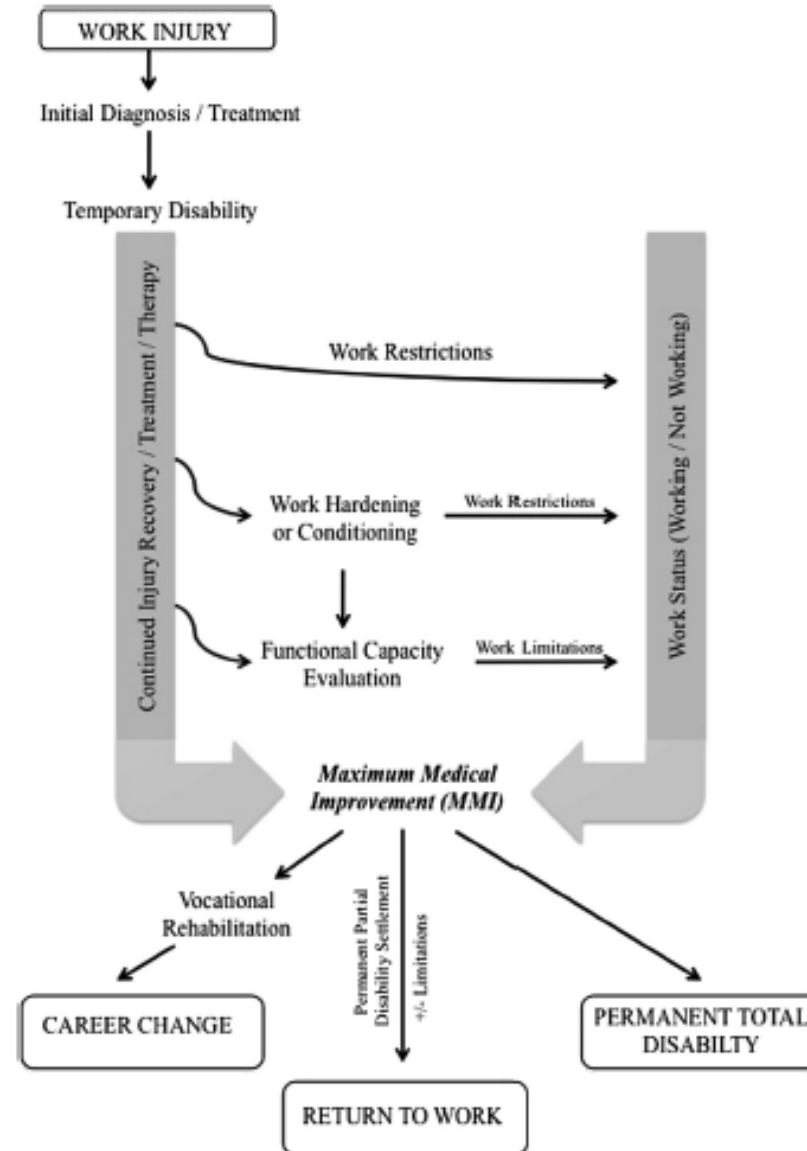 WORK INJURY
Initial Diagnosis / Treatment
Temporary Disability
Continued Injury Recovery / Treatment / Therapy
Work Restrictions
Work Hardening
or Conditioning
Work Restrictions
Functional Capacity
Evaluation
Work Limitations
Work Status (Working / Not Working)
Maximum Medical
Improvement (MMI)
Vocational
Rehabilitation
Permanent Partial
Disability Settlement
+/- Limitations
CAREER CHANGE
RETURN TO WORK
PERMANENT TOTAL
DISABILTY